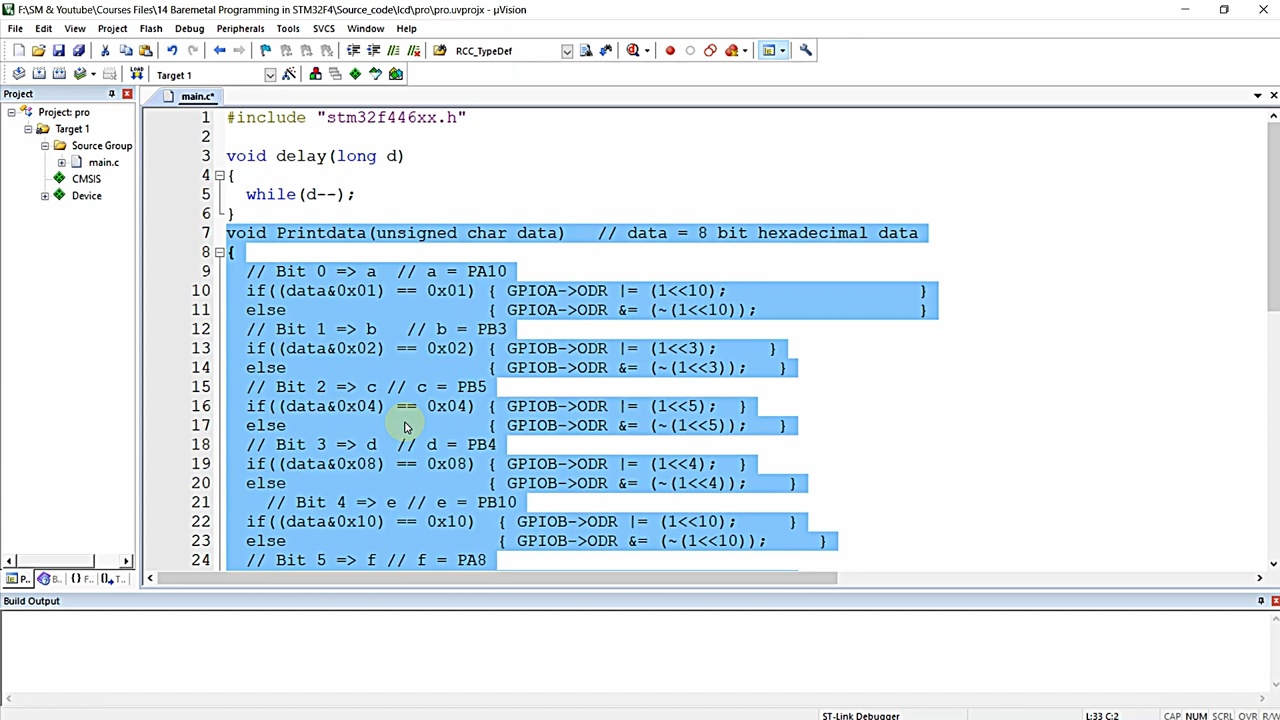 F:\SM & Youtube\Courses Files\14 Baremetal Programming in STM32F4\Source_code\lcd\pro\pro.uvprojx - µVision
File Edit View Project Flash Debug Peripherals Tools SVCS Window Help
RCC_TypeDef
LOAD Target 1
Project
main.c*
Project: pro
Target 1
Source Group
main.c
CMSIS
Device
1 #include "stm32f446xx.h"
2
3 void delay(long d)
4 {
5 while(d--);
6 }
7 void Printdata(unsigned char data) // data = 8 bit hexadecimal data
8 {
9 // Bit 0 => a // a = PA10
10 if((data&0x01) == 0x01) { GPIOA->ODR |= (1<<10); }
11 else { GPIOA->ODR &= (~(1<<10)); }
12 // Bit 1 => b // b = PB3
13 if((data&0x02) == 0x02) { GPIOB->ODR |= (1<<3); }
14 else { GPIOB->ODR &= (~(1<<3)); }
15 // Bit 2 => c // c = PB5
16 if((data&0x04) == 0x04) { GPIOB->ODR |= (1<<5); }
17 else { GPIOB->ODR &= (~(1<<5)); }
18 // Bit 3 => d // d = PB4
19 if((data&0x08) == 0x08) { GPIOB->ODR |= (1<<4); }
20 else { GPIOB->ODR &= (~(1<<4)); }
21 // Bit 4 => e // e = PB10
22 if((data&0x10) == 0x10) { GPIOB->ODR |= (1<<10); }
23 else { GPIOB->ODR &= (~(1<<10)); }
24 // Bit 5 => f // f = PA8
P.. B.. {} F.. T..
Build Output
ST-Link Debugger L:33 C:2 CAP NUM SCRL OVR R/W